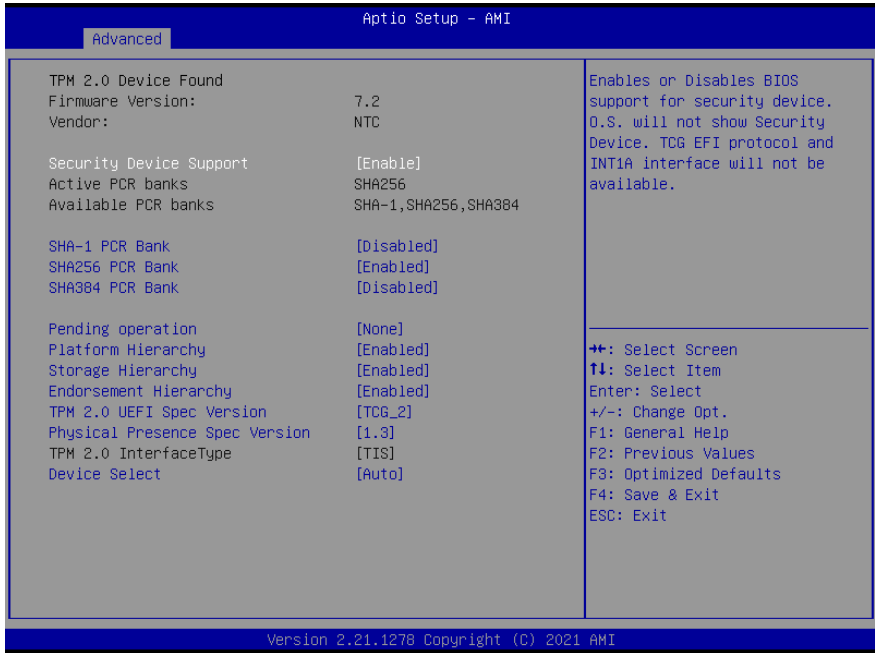 Aptio Setup - AMI
Advanced
TPM 2.0 Device Found
Firmware Version: 7.2
Vendor: NTC
Security Device Support [Enable]
Active PCR banks SHA256
Available PCR banks SHA-1,SHA256,SHA384
SHA-1 PCR Bank [Disabled]
SHA256 PCR Bank [Enabled]
SHA384 PCR Bank [Disabled]
Pending operation [None]
Platform Hierarchy [Enabled]
Storage Hierarchy [Enabled]
Endorsement Hierarchy [Enabled]
TPM 2.0 UEFI Spec Version [TCG_2]
Physical Presence Spec Version [1.3]
TPM 2.0 InterfaceType [TIS]
Device Select [Auto]
Enables or Disables BIOS
support for security device.
O.S. will not show Security
Device. TCG EFI protocol and
INT1A interface will not be
available.
→←: Select Screen
↑↓: Select Item
Enter: Select
+/-: Change Opt.
F1: General Help
F2: Previous Values
F3: Optimized Defaults
F4: Save & Exit
ESC: Exit
Version 2.21.1278 Copyright (C) 2021 AMI